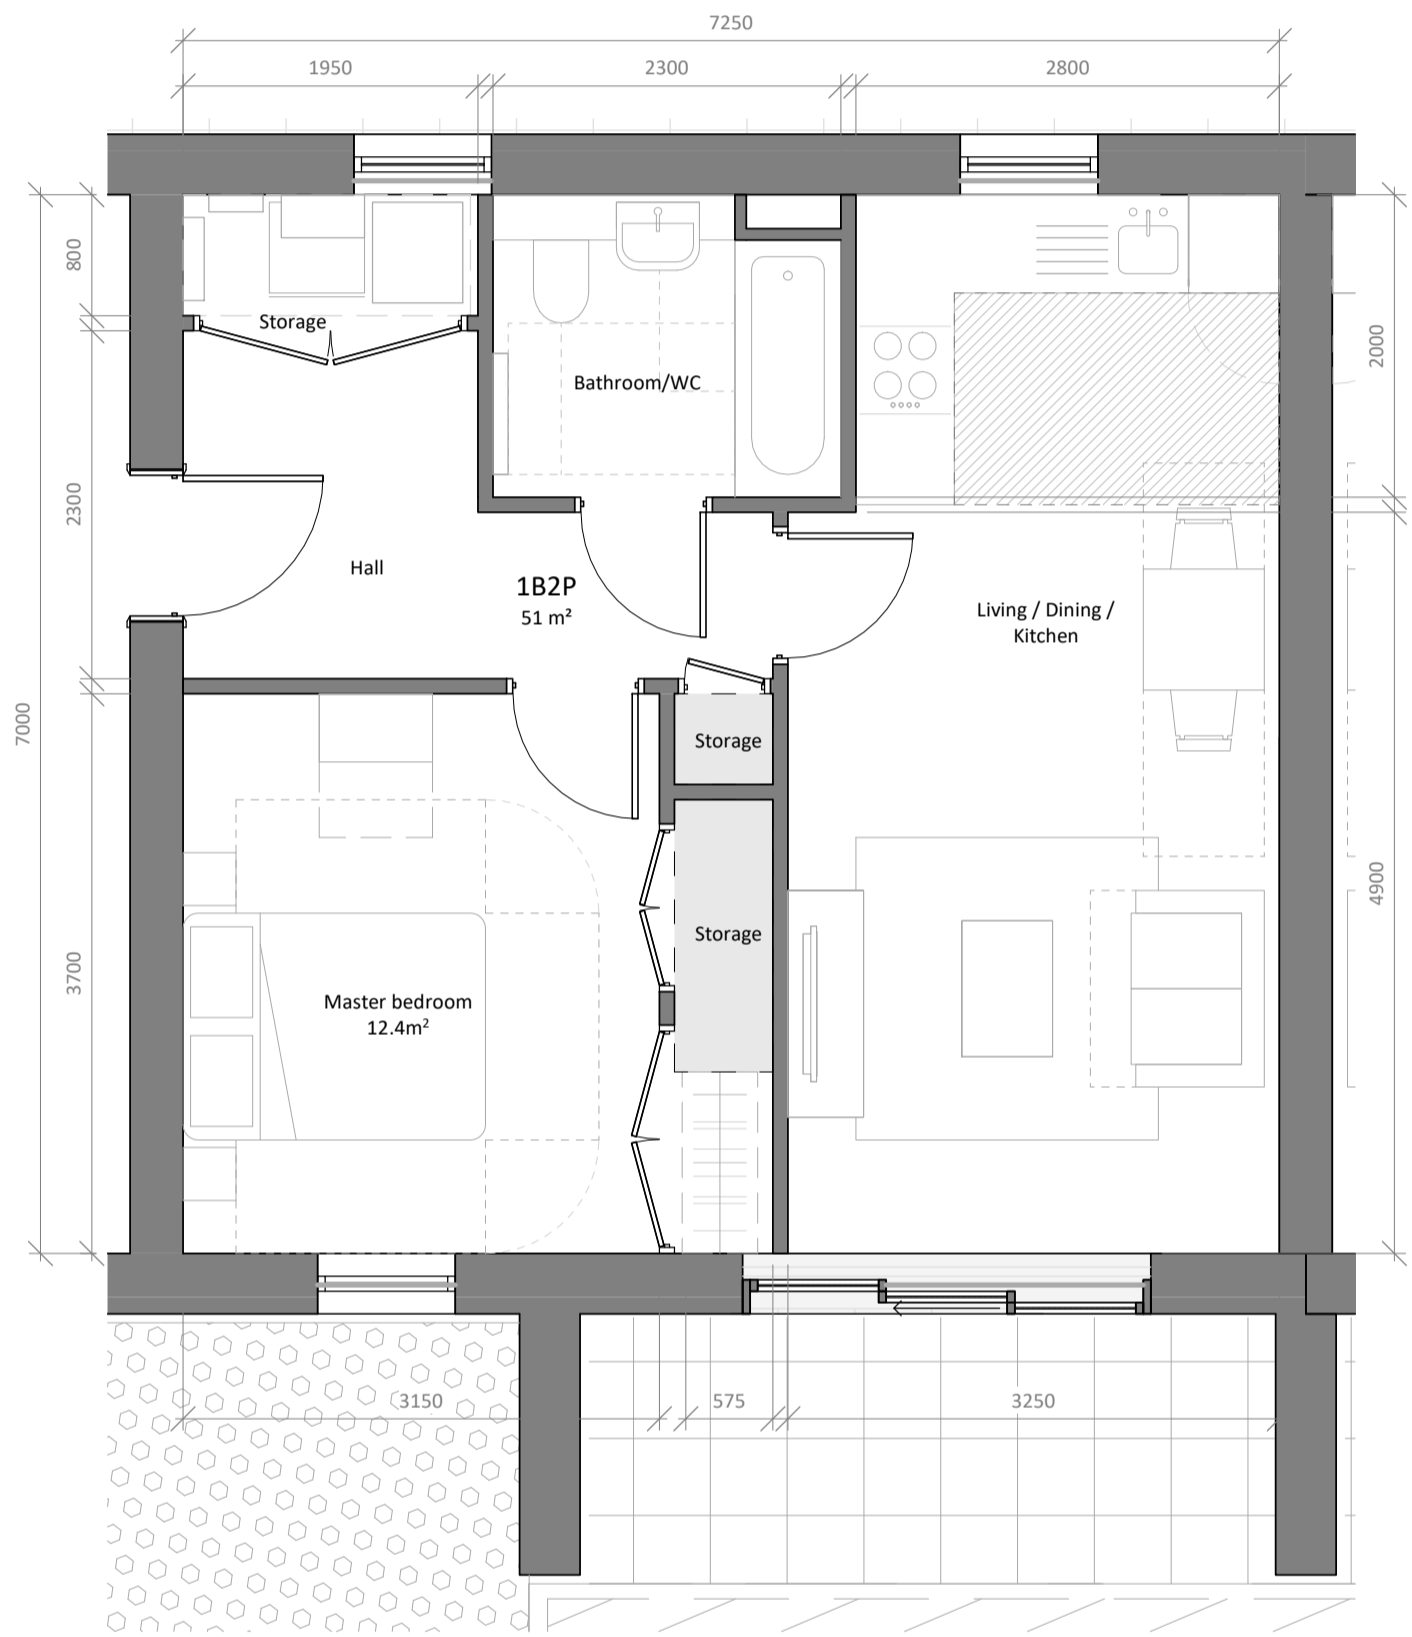 7250
1950
2300
2800
800
Storage
2000
Bathroom/WC
2300
Hall
1B2P
51 m²
Living / Dining /
Kitchen
7000
Storage
4900
Storage
3700
Master bedroom
12.4m²
3150
575
3250